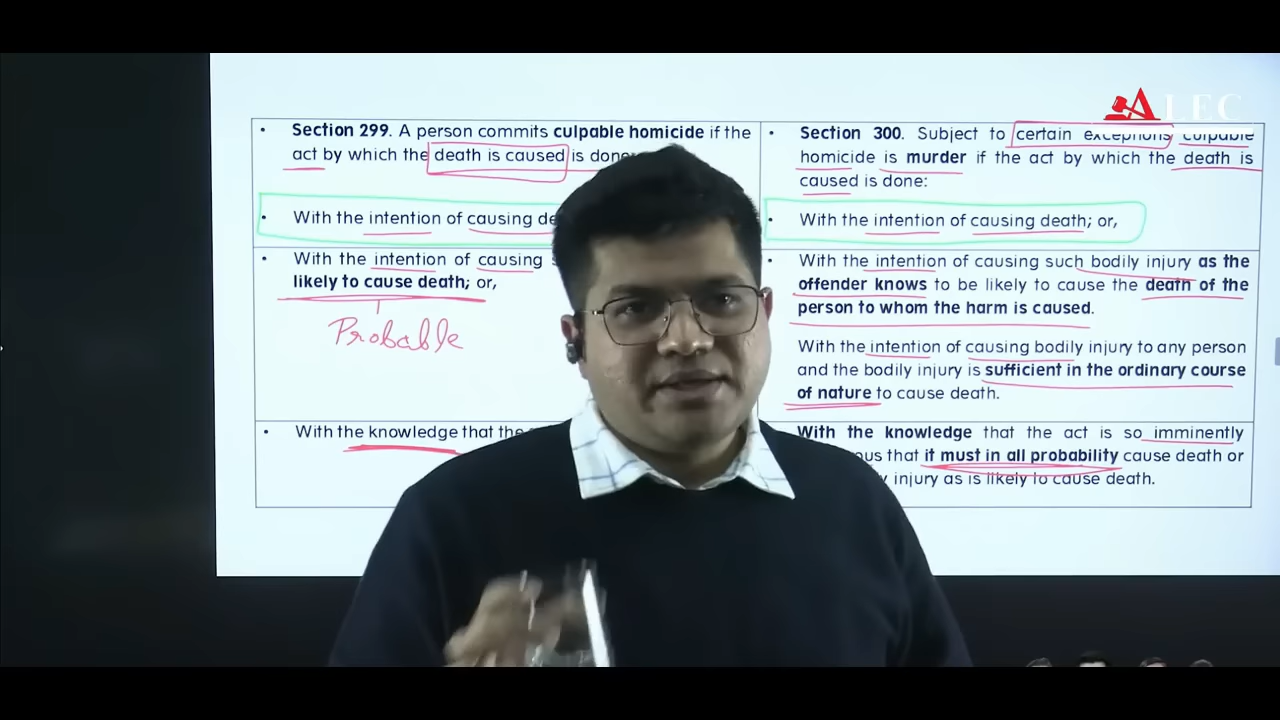 ALEC
Section 299. A person commits culpable homicide if the
act by which the death is caused is done
With the intention of causing
With the intention of causing
likely to cause death; or,
Probable
With the knowledge that the
Section 300. Subject to certain exceptions culpable
homicide is murder if the act by which the death is
caused is done:
With the intention of causing death; or,
With the intention of causing such bodily injury as the
offender knows to be likely to cause the death of the
person to whom the harm is caused.
With the intention of causing bodily injury to any person
and the bodily injury is sufficient in the ordinary course
of nature to cause death.
With the knowledge that the act is so imminently
that it must in all probability cause death or
injury as is likely to cause death.